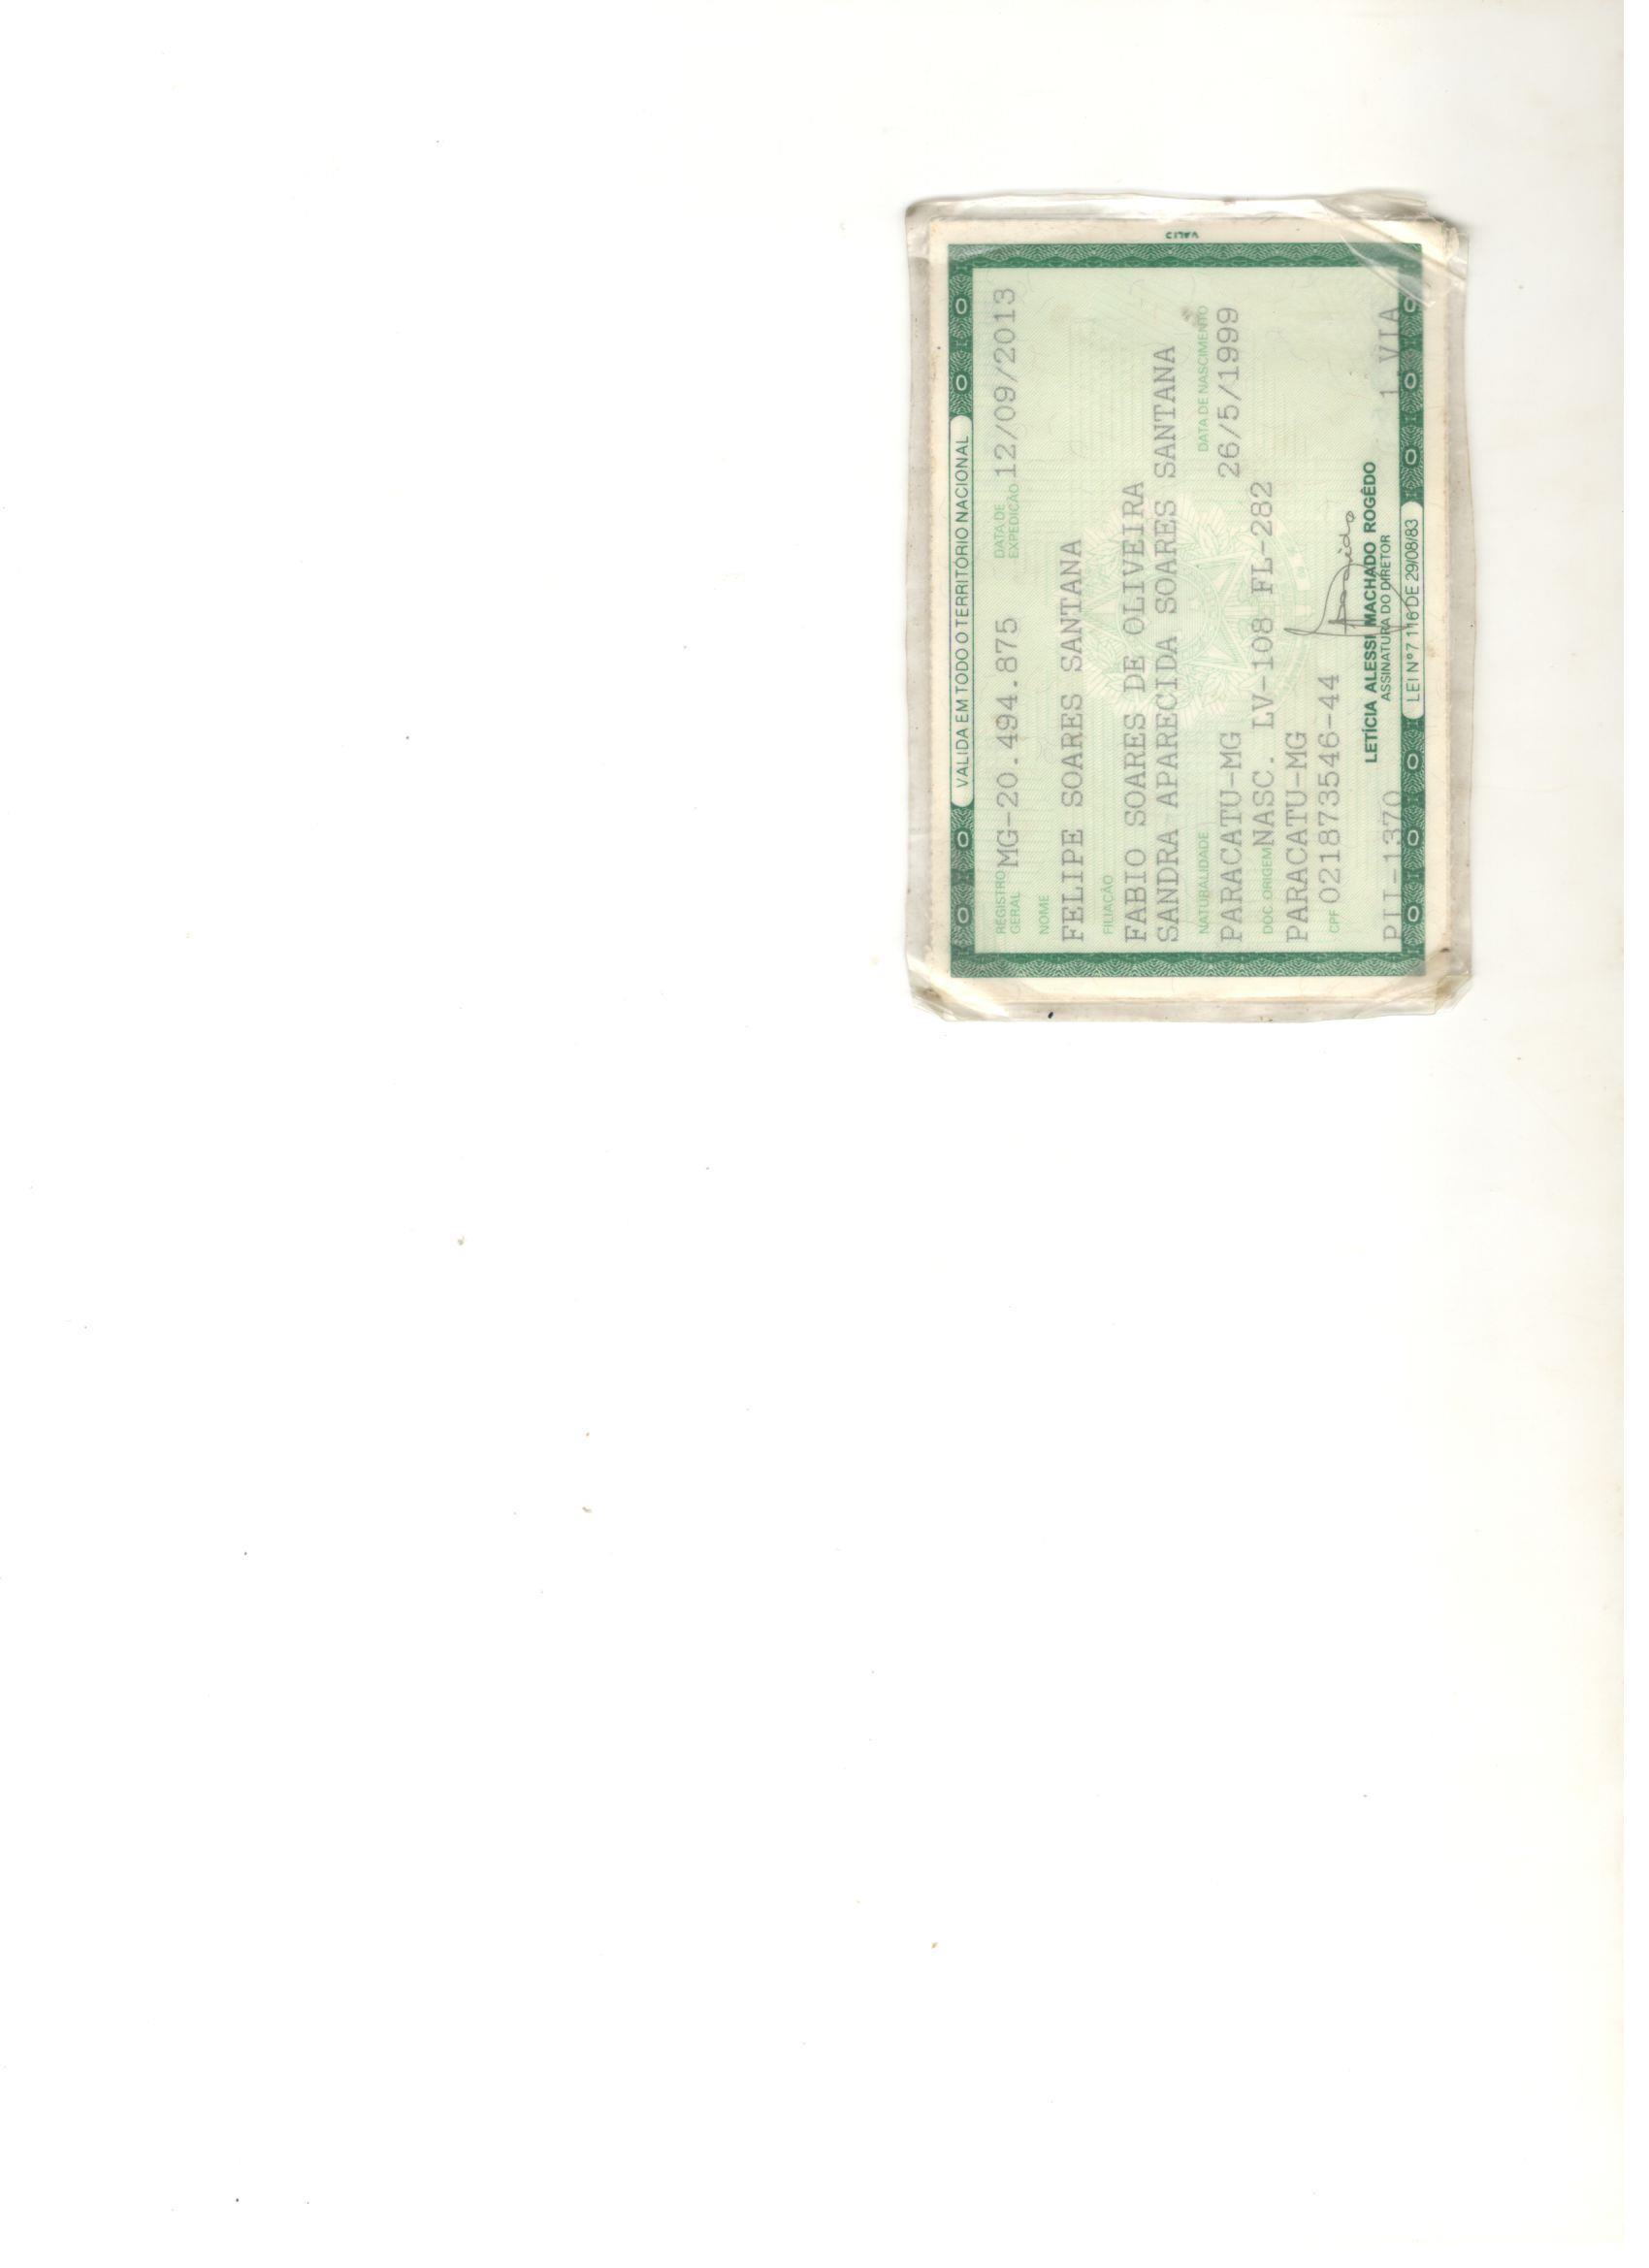 VALIDA EM TODO O TERRITÓRIO NACIONAL
REGISTRO GERAL MG-20.494.875 DATA DE EXPEDIÇÃO 12/09/2013
NOME
FELIPE SOARES SANTANA
FILIAÇÃO
FABIO SOARES DE OLIVEIRA
SANDRA APARECIDA SOARES SANTANA
NATURALIDADE DATA DE NASCIMENTO
PARACATU-MG 26/5/1999
DOC. ORIGEM NASC. LV-108 FL-282
PARACATU-MG
CPF 021873546-44
LETÍCIA ALESSI MACHADO ROGÊDO
ASSINATURA DO DIRETOR
PII-1370 1.VIA
LEI Nº 7 116 DE 29/08/83